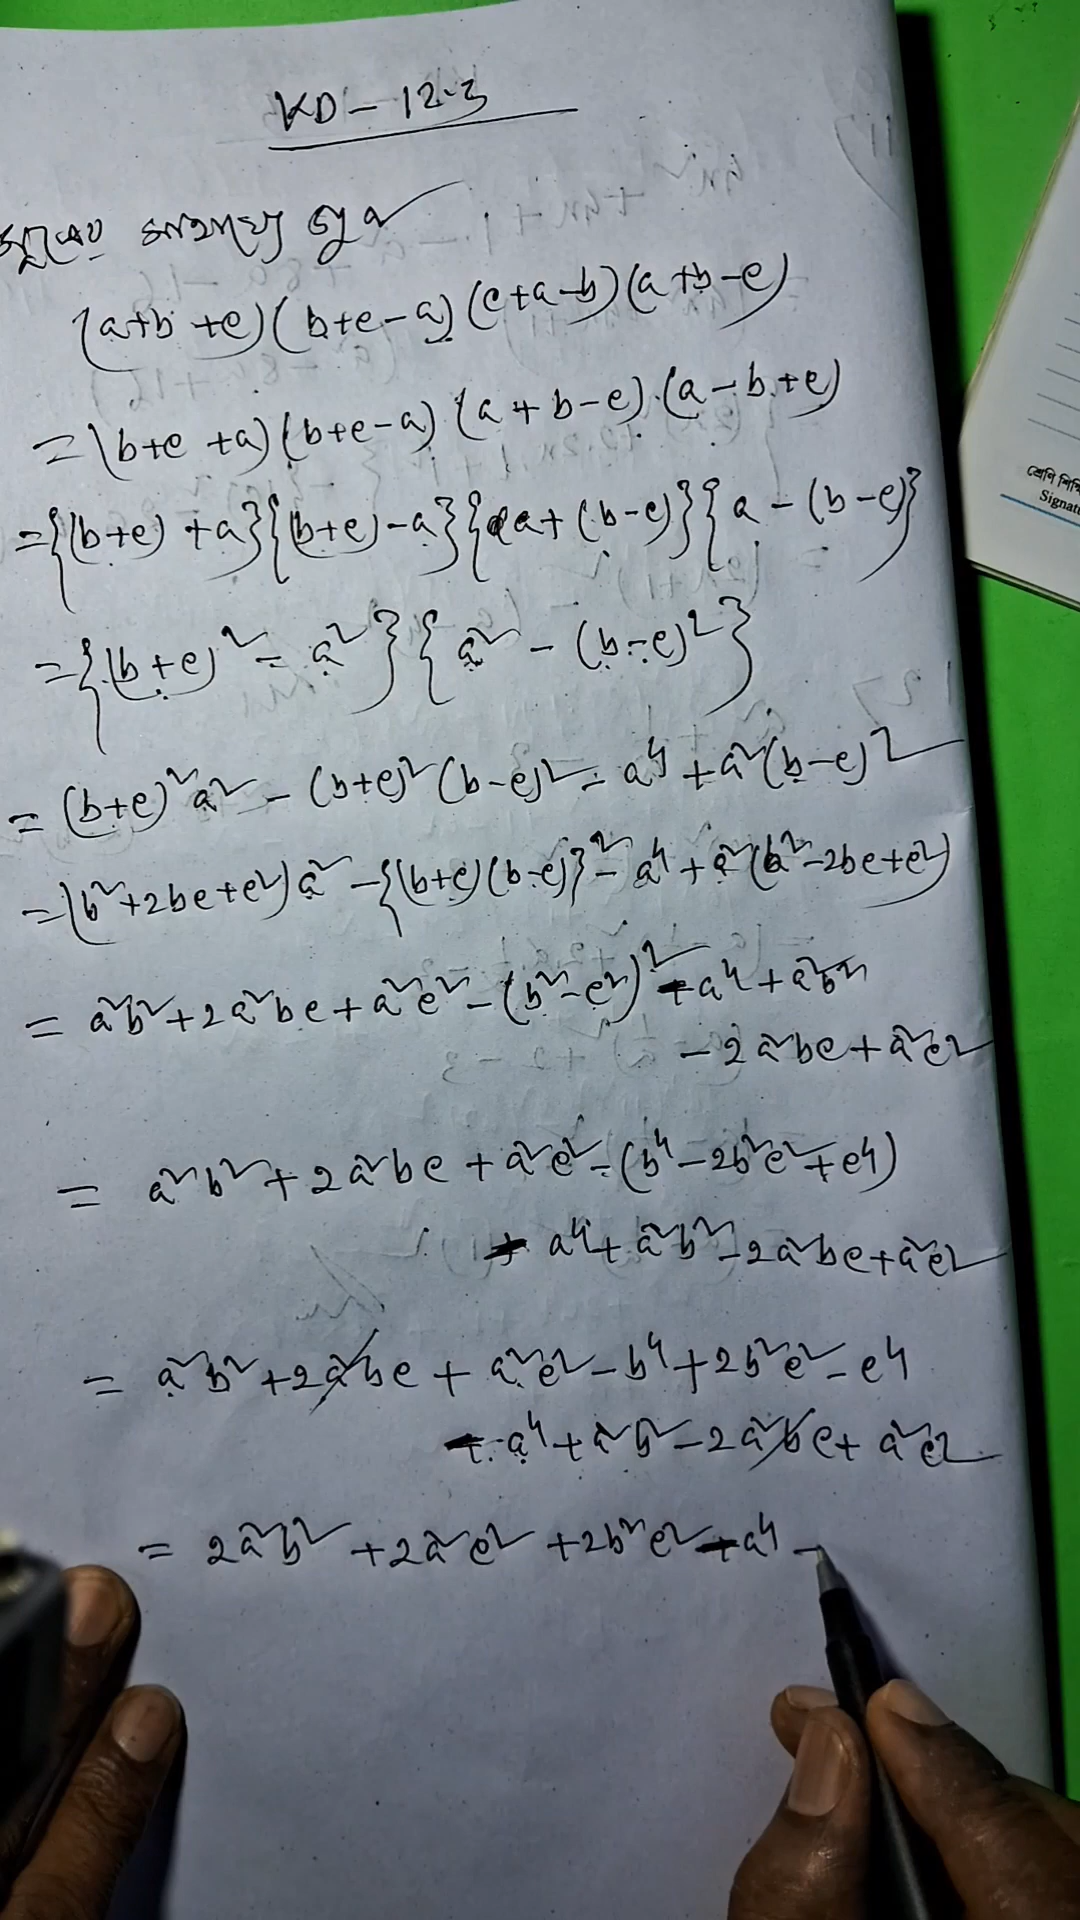 KD-12.3
সূত্রের সাহায্যে গুণ
(a+b+c)(b+c-a)(c+a-b)(a+b-c)
=(b+c+a)(b+c-a)(a+b-c)(a-b+c)
={(b+c)+a}{(b+c)-a}{a+(b-c)}{a-(b-c)}
={(b+c)²-a²}{a²-(b-c)²}
=(b+c)²a²-(b+c)²(b-c)²-a⁴+a²(b-c)²
=(b²+2bc+c²)a²-{(b+c)(b-c)}²-a⁴+a²(b²-2bc+c²)
=a²b²+2a²bc+a²c²-(b²-c²)²-a⁴+a²b²
-2a²bc+a²c²
=a²b²+2a²bc+a²c²-(b⁴-2b²c²+c⁴)
-a⁴+a²b²-2a²bc+a²c²
=a²b²+2a²bc+a²c²-b⁴+2b²c²-c⁴
-a⁴+a²b²-2a²bc+a²c²
=2a²b²+2a²c²+2b²c²-a⁴-
শ্রেণি
Signat